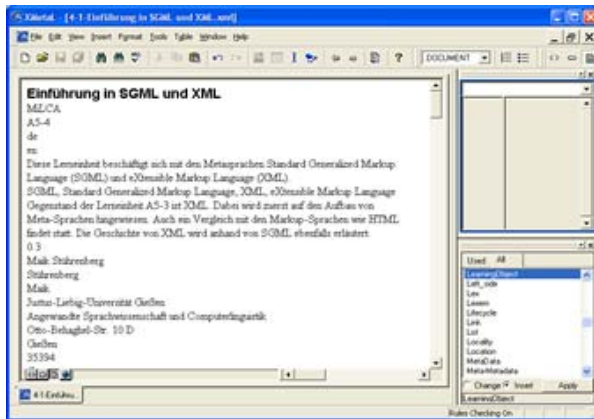 XMetaL - [4-1-Einführung in SGML und XML.xml]
File Edit View Insert Format Tools Table Window Help
DOCUMENT
Einführung in SGML und XML
MiLCA
A5-4
de
en
Diese Lerneinheit beschäftigt sich mit den Metasprachen Standard Generalized Markup
Language (SGML) und eXtensible Markup Language (XML).
SGML, Standard Generalized Markup Language, XML, eXtensible Markup Language
Gegenstand der Lerneinheit A5-3 ist XML. Dabei wird zuerst auf den Aufbau von
Meta-Sprachen hingewiesen. Auch ein Vergleich mit den Markup-Sprachen wie HTML
findet statt. Die Geschichte von XML wird anhand von SGML ebenfalls erläutert.
0.3
Maik Stührenberg
Stührenberg
Maik
Justus-Liebig-Universität Gießen
Angewandte Sprachwissenschaft und Computerlinguistik
Otto-Behaghel-Str. 10 D
Gießen
35394
Used All
LearningObject
Left_side
Lex
Lexem
Lifecycle
Link
List
Locality
Location
MetaData
Meta-Metadata
Change Insert Apply
LearningObject
4-1-Einführu...
Rules Checking On